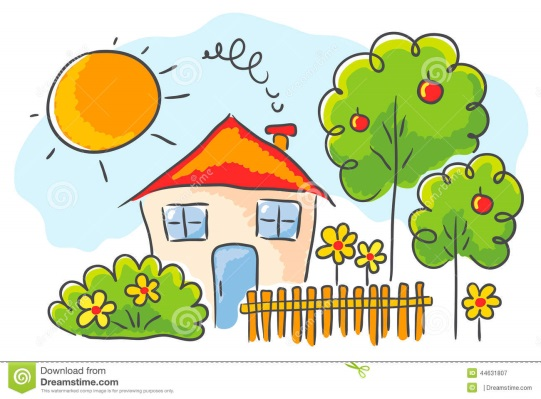 Download from
Dreamstime.com
This watermarked comp image is for previewing purposes only.
44631807
| Dreamstime.com